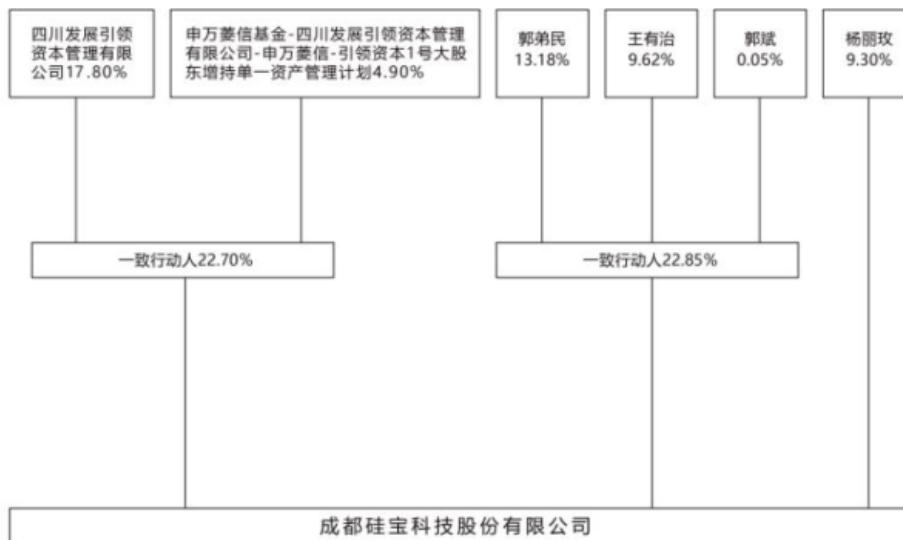 四川发展引领
资本管理有限
公司17.80%
申万菱信基金-四川发展引领资本管理
有限公司-申万菱信-引领资本1号大股
东增持单一资产管理计划4.90%
郭弟民
13.18%
王有治
9.62%
郭斌
0.05%
杨丽玫
9.30%
一致行动人22.70%
一致行动人22.85%
成都硅宝科技股份有限公司